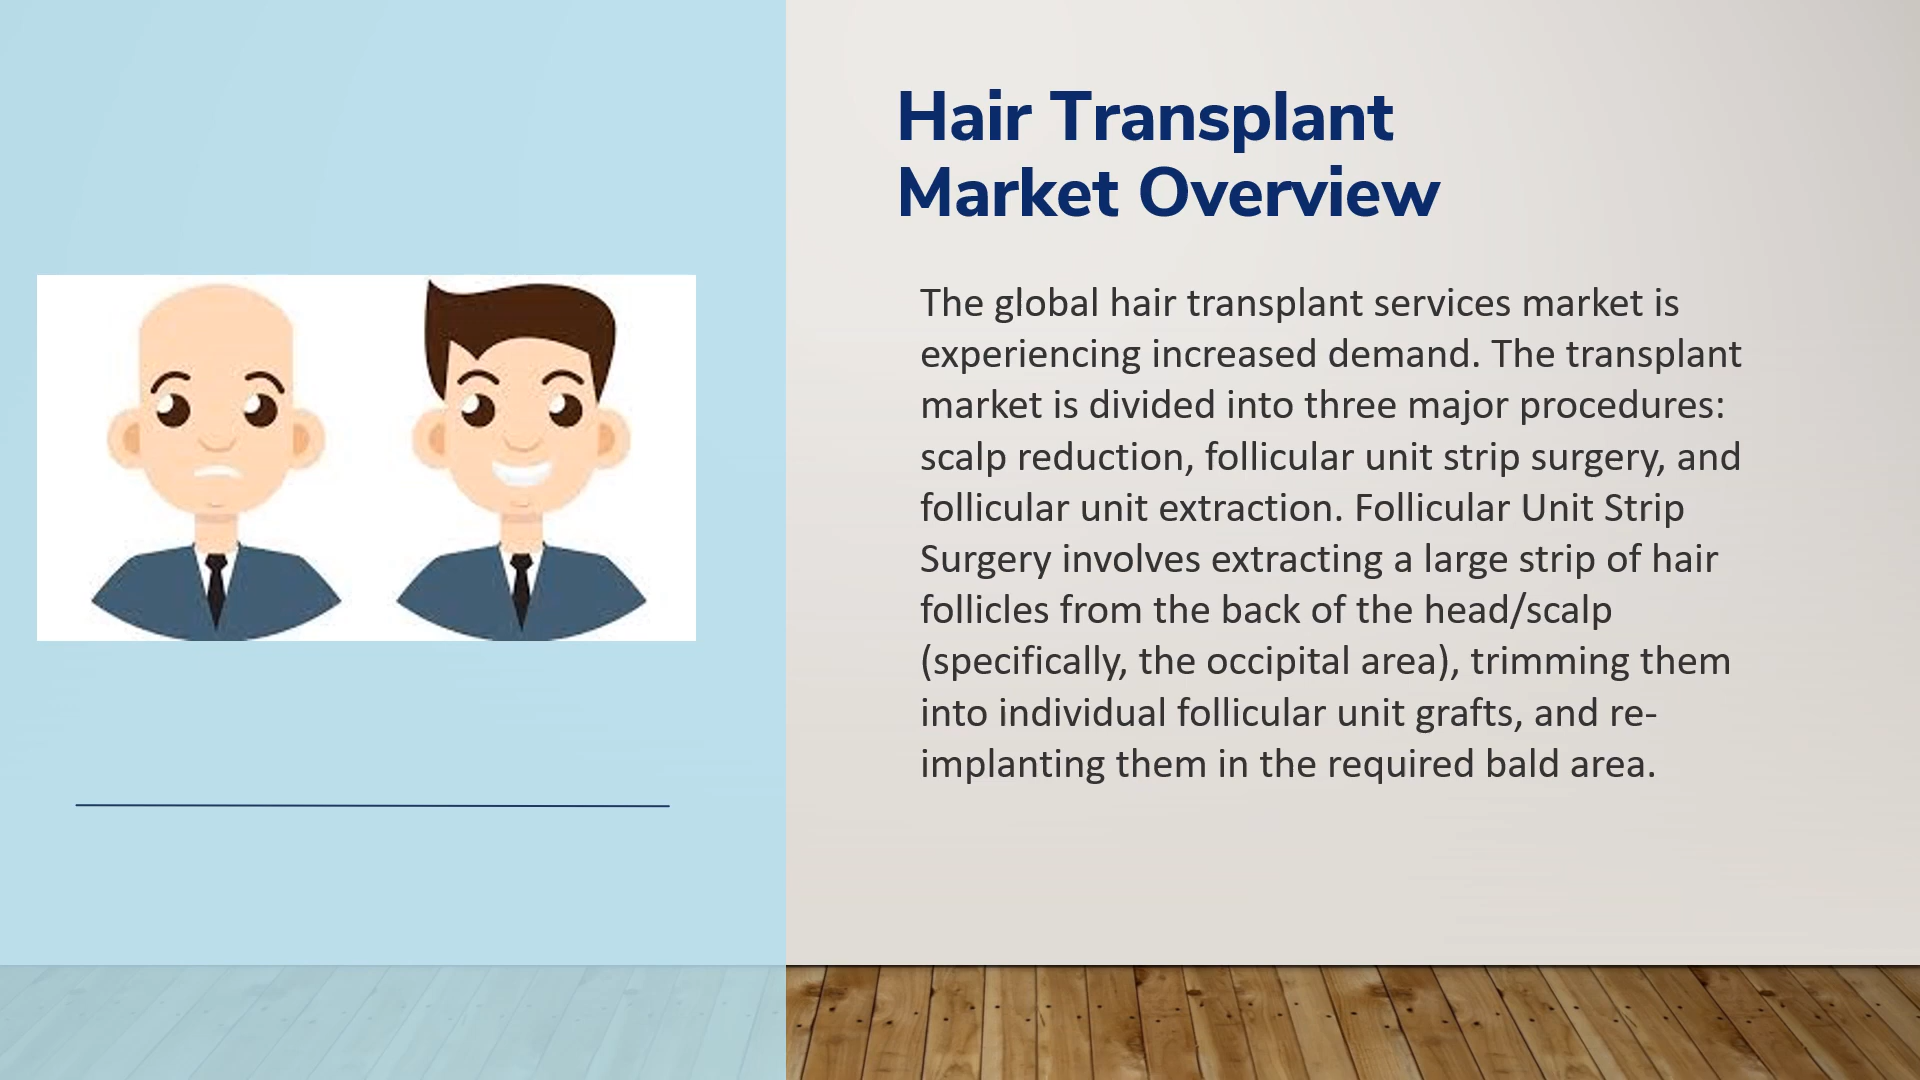 Hair Transplant
Market Overview
The global hair transplant services market is
experiencing increased demand. The transplant
market is divided into three major procedures:
scalp reduction, follicular unit strip surgery, and
follicular unit extraction. Follicular Unit Strip
Surgery involves extracting a large strip of hair
follicles from the back of the head/scalp
(specifically, the occipital area), trimming them
into individual follicular unit grafts, and re-
implanting them in the required bald area.